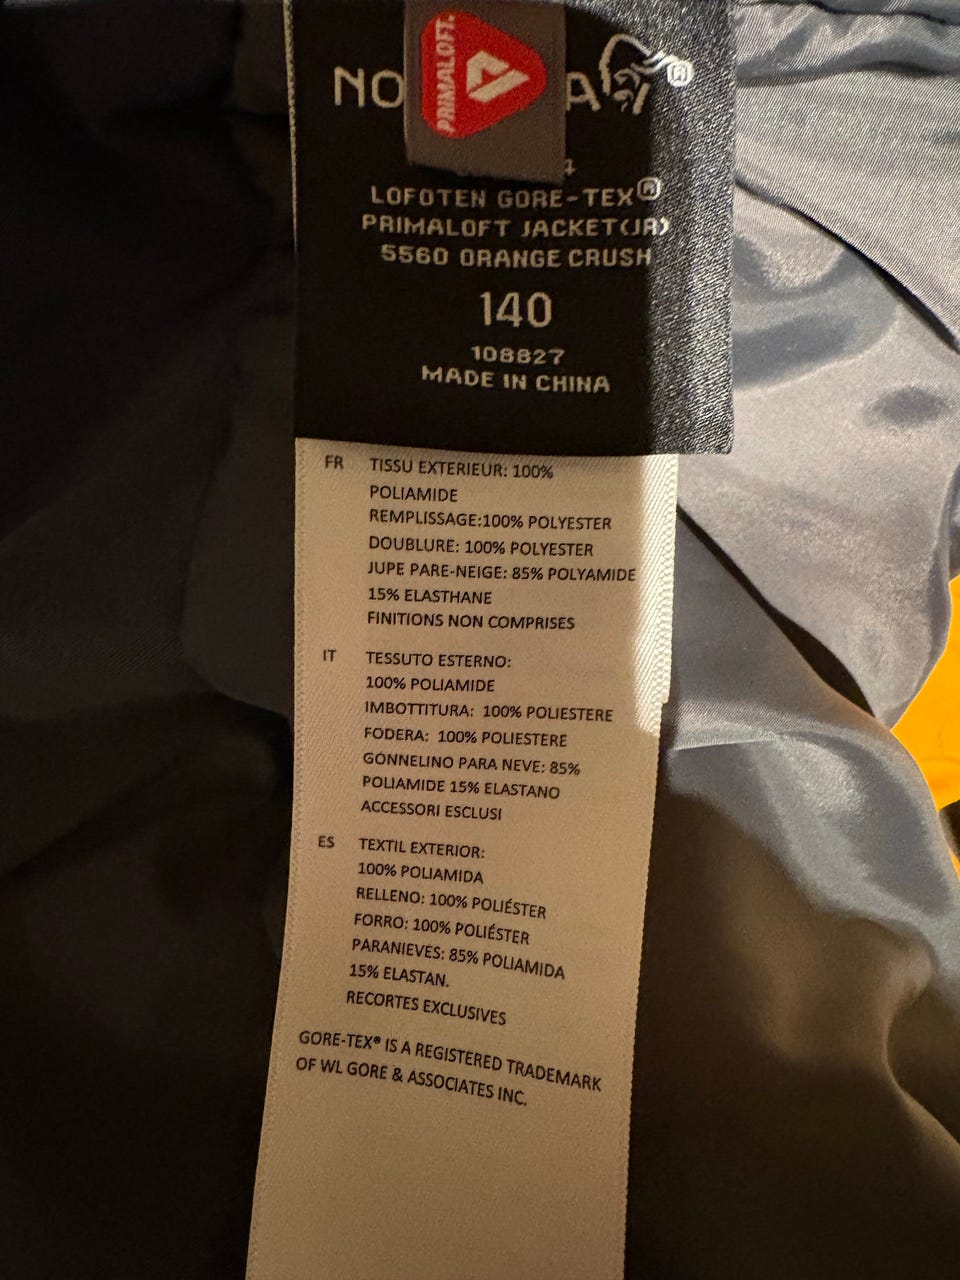 PRIMALOFT.
NO A ®
4
LOFOTEN GORE-TEX®
PRIMALOFT JACKET(JR)
5560 ORANGE CRUSH
140
108827
MADE IN CHINA
FR TISSU EXTERIEUR: 100%
POLIAMIDE
REMPLISSAGE:100% POLYESTER
DOUBLURE: 100% POLYESTER
JUPE PARE-NEIGE: 85% POLYAMIDE
15% ELASTHANE
FINITIONS NON COMPRISES
IT TESSUTO ESTERNO:
100% POLIAMIDE
IMBOTTITURA: 100% POLIESTERE
FODERA: 100% POLIESTERE
GONNELINO PARA NEVE: 85%
POLIAMIDE 15% ELASTANO
ACCESSORI ESCLUSI
ES TEXTIL EXTERIOR:
100% POLIAMIDA
RELLENO: 100% POLIÉSTER
FORRO: 100% POLIÉSTER
PARANIEVES: 85% POLIAMIDA
15% ELASTAN.
RECORTES EXCLUSIVES
GORE-TEX® IS A REGISTERED TRADEMARK
OF WL GORE & ASSOCIATES INC.